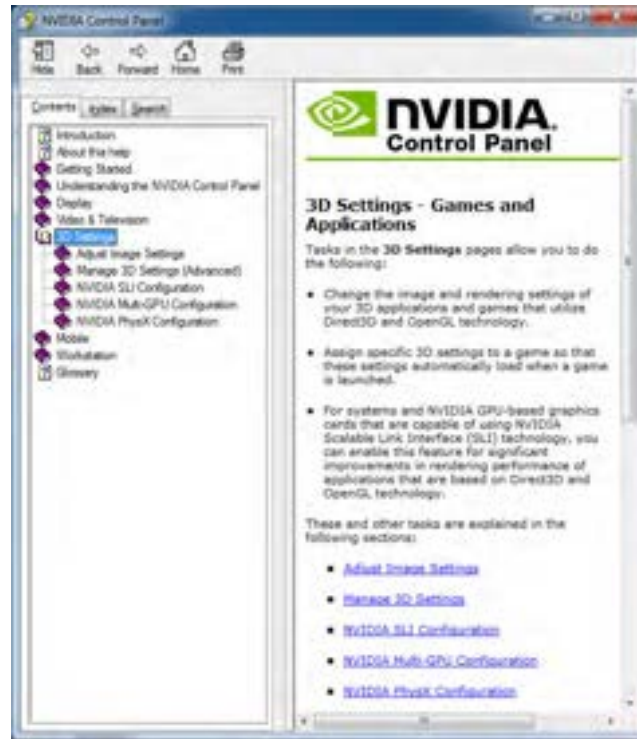 NVIDIA Control Panel
Hide Back Forward Home Print
Contents Index Search
Introduction
About this help
Getting Started
Understanding the NVIDIA Control Panel
Display
Video & Television
3D Settings
Adjust Image Settings
Manage 3D Settings (Advanced)
NVIDIA SLI Configuration
NVIDIA Multi-GPU Configuration
NVIDIA PhysX Configuration
Mobile
Workstation
Glossary
NVIDIA.
Control Panel
3D Settings - Games and
Applications
Tasks in the 3D Settings pages allow you to do
the following:
Change the image and rendering settings of
your 3D applications and games that utilize
Direct3D and OpenGL technology.
Assign specific 3D settings to a game so that
these settings automatically load when a game
is launched.
For systems and NVIDIA GPU-based graphics
cards that are capable of using NVIDIA
Scalable Link Interface (SLI) technology, you
can enable this feature for significant
improvements in rendering performance of
applications that are based on Direct3D and
OpenGL technology.
These and other tasks are explained in the
following sections:
Adjust Image Settings
Manage 3D Settings
NVIDIA SLI Configuration
NVIDIA Multi-GPU Configuration
NVIDIA PhysX Configuration